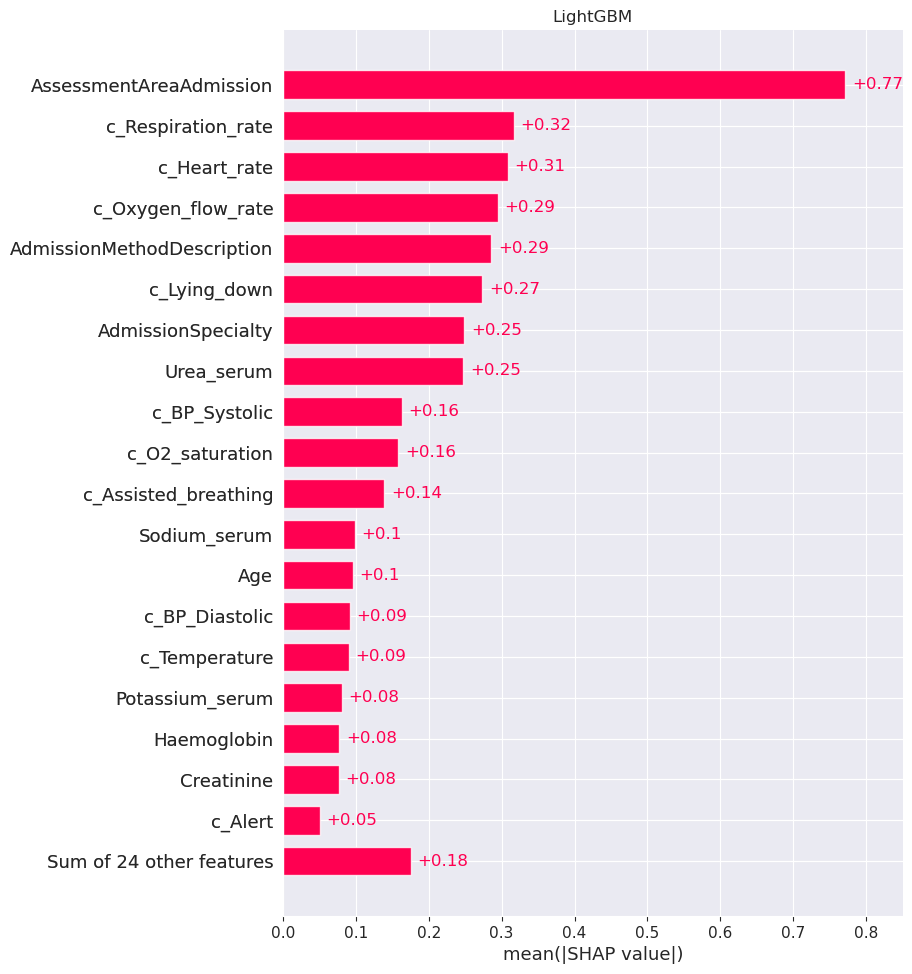 LightGBM
AssessmentAreaAdmission +0.77
c_Respiration_rate +0.32
c_Heart_rate +0.31
c_Oxygen_flow_rate +0.29
AdmissionMethodDescription +0.29
c_Lying_down +0.27
AdmissionSpecialty +0.25
Urea_serum +0.25
c_BP_Systolic +0.16
c_O2_saturation +0.16
c_Assisted_breathing +0.14
Sodium_serum +0.1
Age +0.1
c_BP_Diastolic +0.09
c_Temperature +0.09
Potassium_serum +0.08
Haemoglobin +0.08
Creatinine +0.08
c_Alert +0.05
Sum of 24 other features +0.18
0.0 0.1 0.2 0.3 0.4 0.5 0.6 0.7 0.8
mean(|SHAP value|)